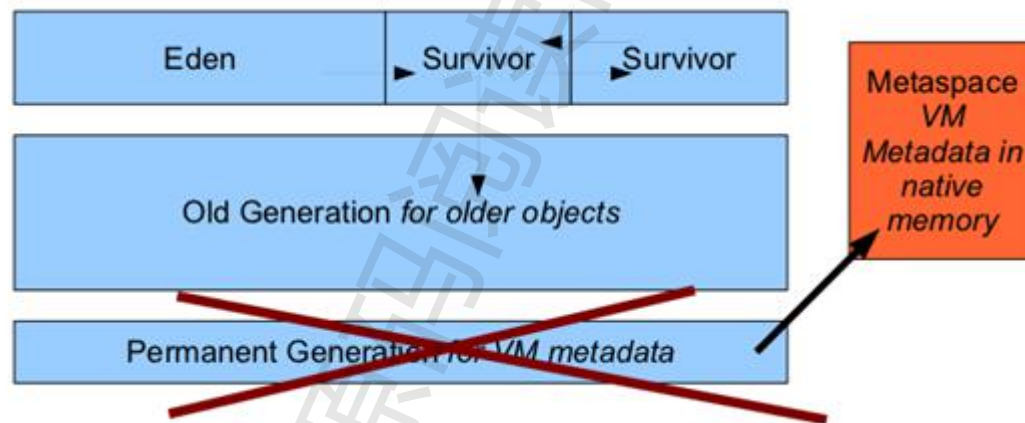 Eden
Survivor
Survivor
Metaspace
VM
Metadata in
native
memory
Old Generation for older objects
Permanent Generation for VM metadata